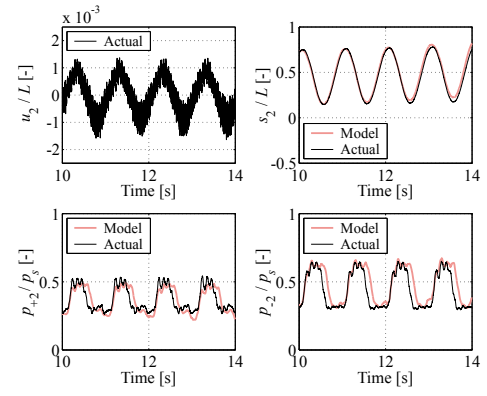 x 10⁻³
2
1
0
-1
-2
10 12 14
Time [s]
u₂ / L [-]
Actual
1
0.5
0
-0.5
10 12 14
Time [s]
s₂ / L [-]
Model
Actual
1
0.5
0
10 12 14
Time [s]
p₊₂ / pₛ [-]
Model
Actual
1
0.5
0
10 12 14
Time [s]
p₋₂ / pₛ [-]
Model
Actual